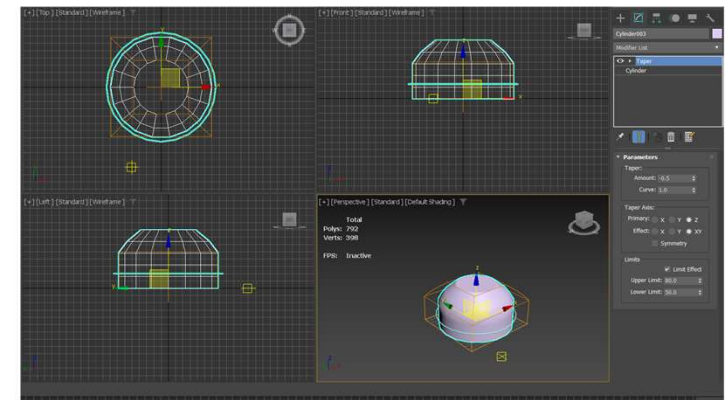 [+] [Top] [Standard] [Wireframe]
[+] [Front] [Standard] [Wireframe]
[+] [Left] [Standard] [Wireframe]
[+] [Perspective] [Standard] [Default Shading]
Total
Polys: 792
Verts: 398
FPS: Inactive
Cylinder003
Modifier List
Taper
Cylinder
Parameters
Taper:
Amount: -0.5
Curve: 1.0
Taper Axis:
Primary: X Y Z
Effect: X Y XY
Symmetry
Limits
Limit Effect
Upper Limit: 80.0
Lower Limit: 50.0